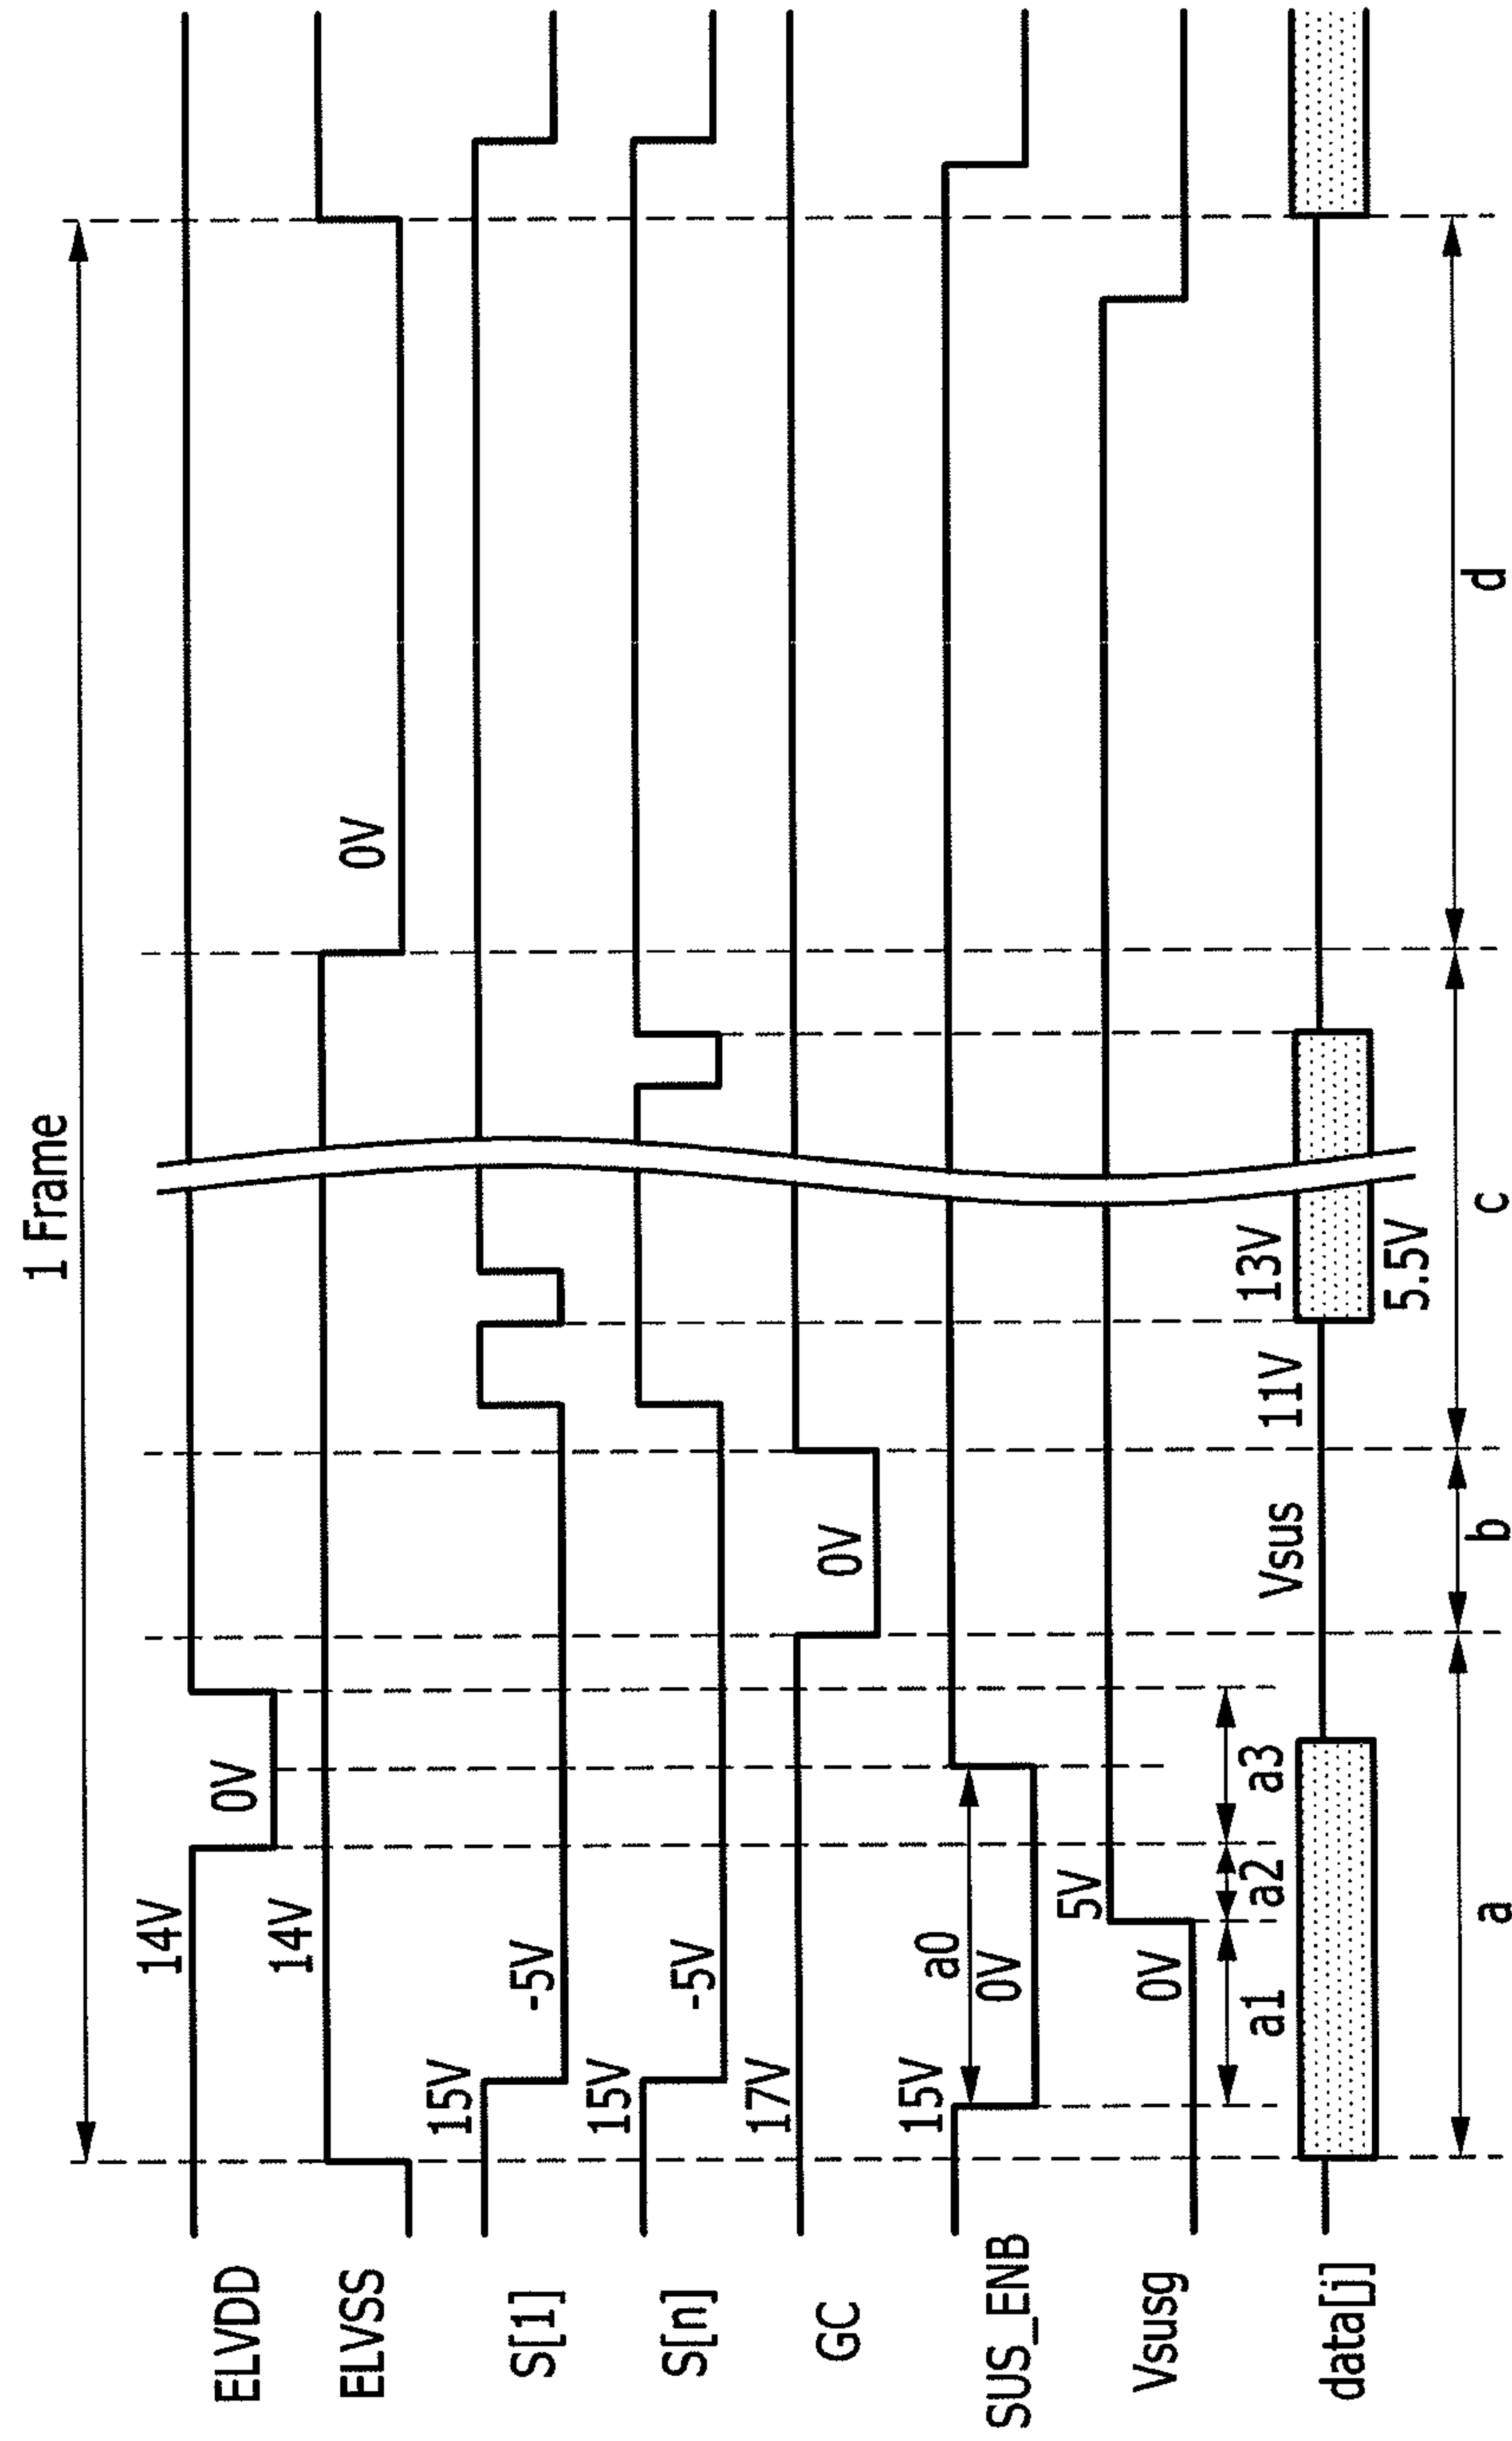 1 Frame
ELVDD 14V 0V
ELVSS 14V 0V
S[1] 15V -5V
S[n] 15V -5V
GC 17V 0V
SUS_ENB 15V a0 0V
Vsusg 0V 5V
a1 a2 a3
data[j] Vsus 11V 13V 5.5V
a b c d